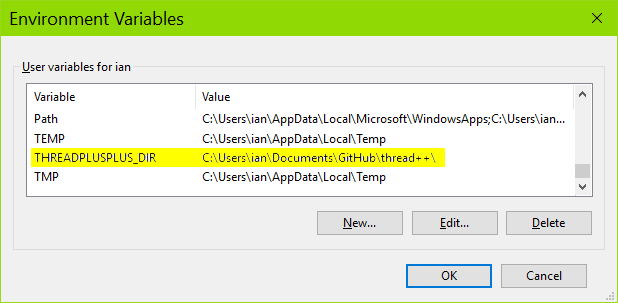 Environment Variables
User variables for ian
Variable Value
Path C:\Users\ian\AppData\Local\Microsoft\WindowsApps;C:\Users\ian...
TEMP C:\Users\ian\AppData\Local\Temp
THREADPLUSPLUS_DIR C:\Users\ian\Documents\GitHub\thread++\
TMP C:\Users\ian\AppData\Local\Temp
New... Edit... Delete
OK Cancel